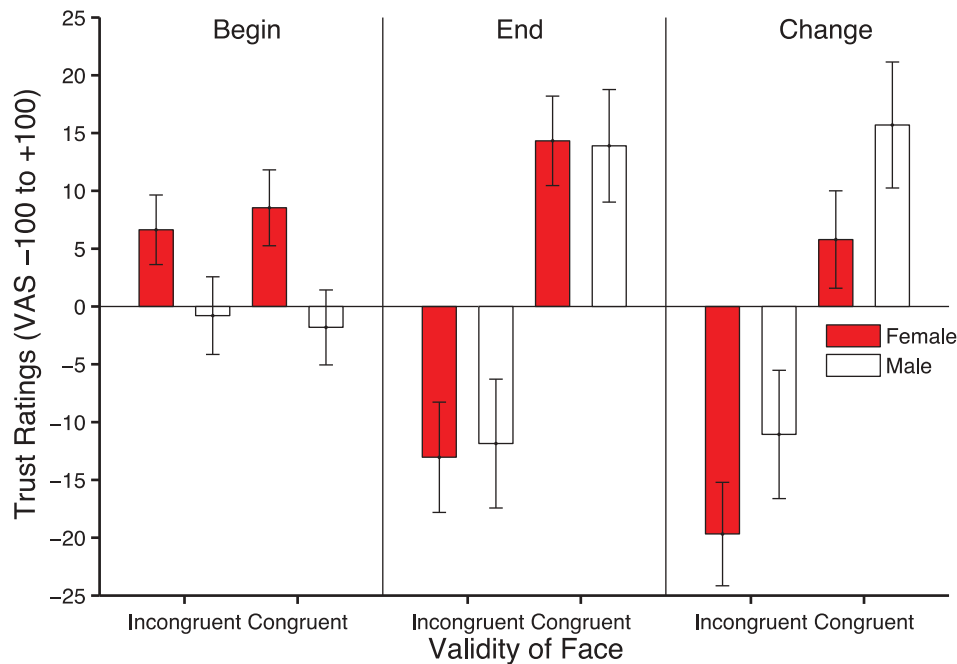 Begin
End
Change
Trust Ratings (VAS −100 to +100)
25
20
15
10
5
0
−5
−10
−15
−20
−25
Female
Male
Incongruent Congruent
Incongruent Congruent
Incongruent Congruent
Validity of Face